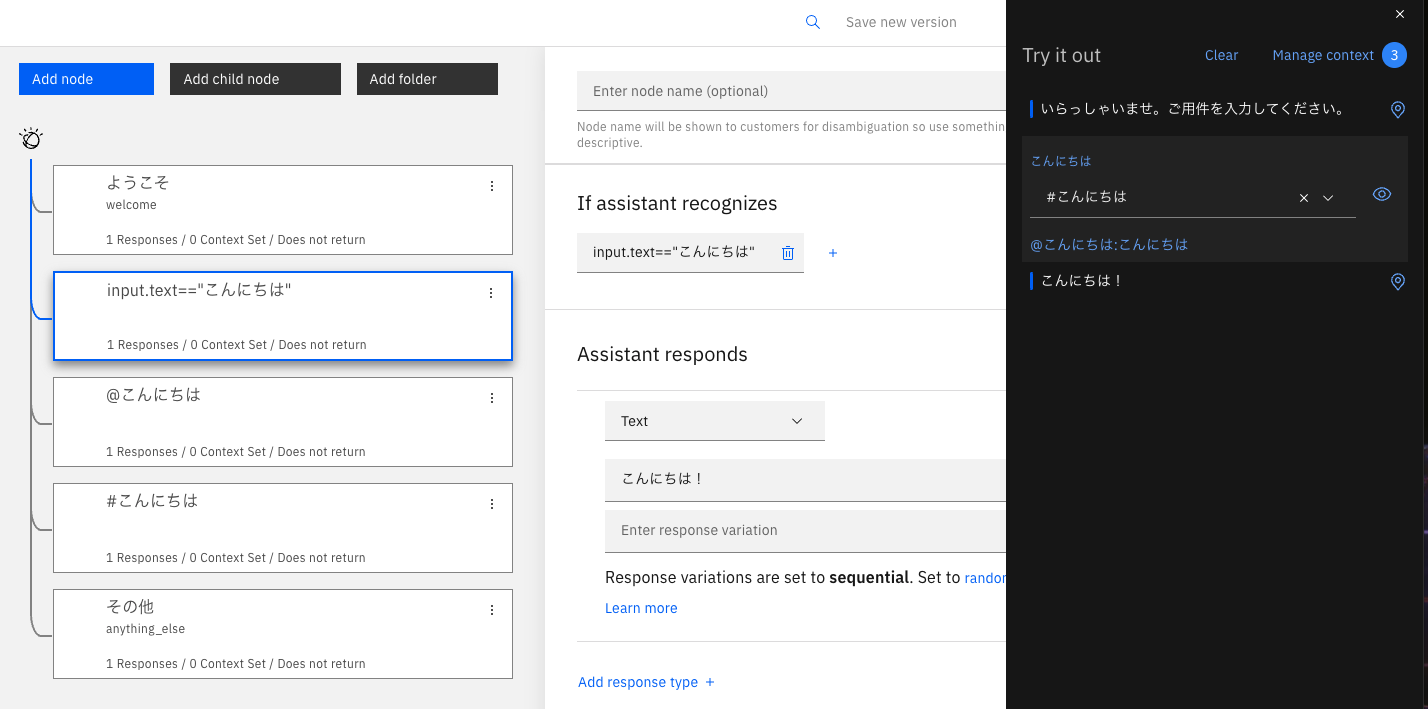 Save new version
Add node
Add child node
Add folder
ようこそ
welcome
1 Responses / 0 Context Set / Does not return
input.text=="こんにちは"
1 Responses / 0 Context Set / Does not return
@こんにちは
1 Responses / 0 Context Set / Does not return
#こんにちは
1 Responses / 0 Context Set / Does not return
その他
anything_else
1 Responses / 0 Context Set / Does not return
Enter node name (optional)
Node name will be shown to customers for disambiguation so use somethin
descriptive.
If assistant recognizes
input.text=="こんにちは"
Assistant responds
Text
こんにちは！
Enter response variation
Response variations are set to sequential. Set to random
Learn more
Add response type +
Try it out
Clear
Manage context 3
いらっしゃいませ。ご用件を入力してください。
こんにちは
#こんにちは
@こんにちは:こんにちは
こんにちは！